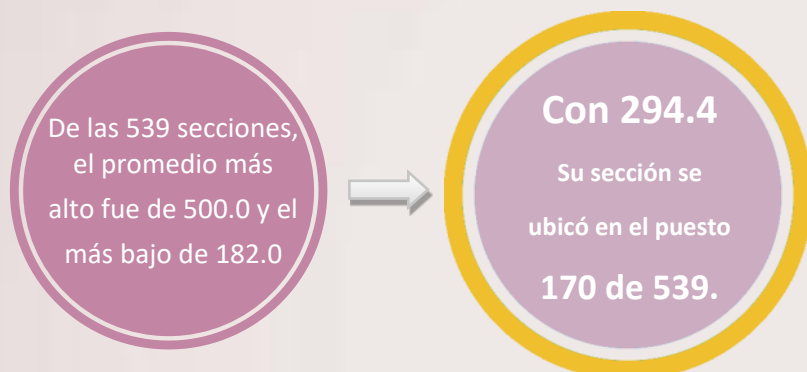 De las 539 secciones,
el promedio más
alto fue de 500.0 y el
más bajo de 182.0
Con 294.4
Su sección se
ubicó en el puesto
170 de 539.